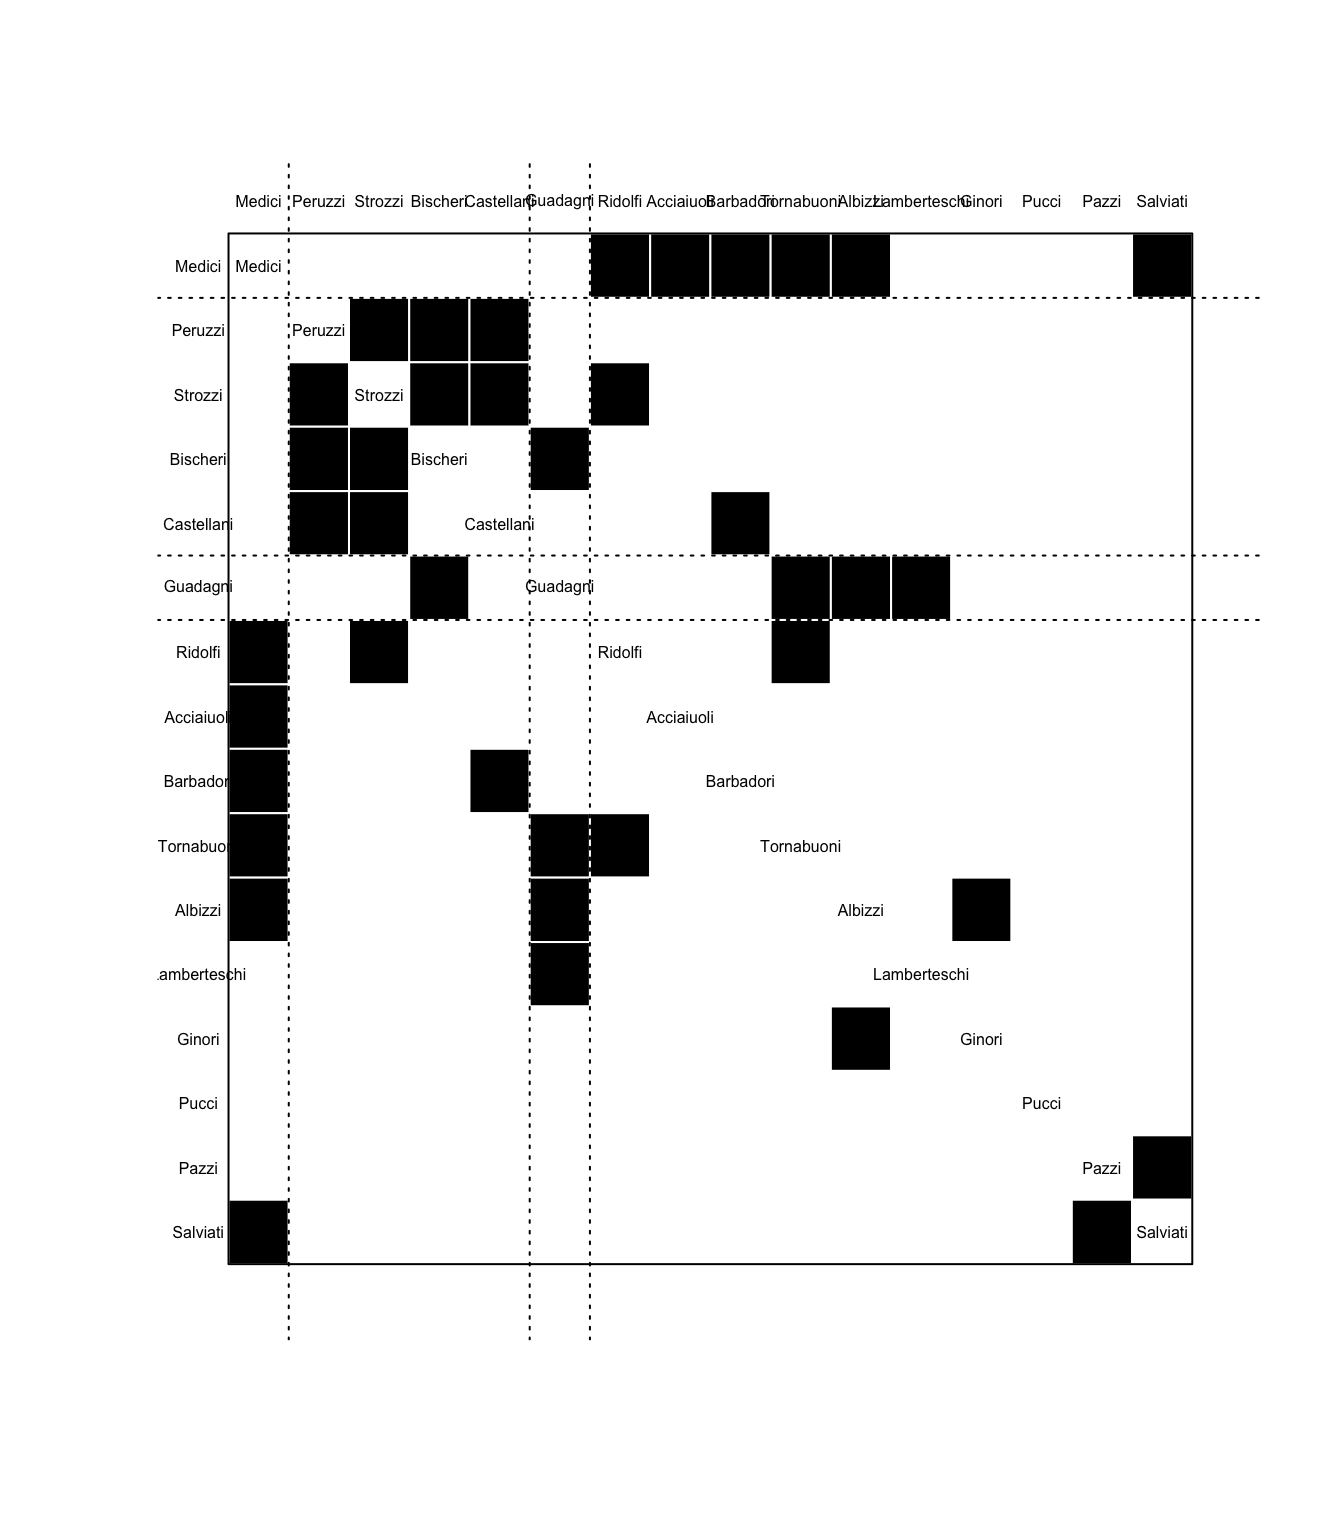 Medici Peruzzi Strozzi Bischeri Castellani Guadagni Ridolfi Acciaiuoli Barbadori Tornabuoni Albizzi Lamberteschi Ginori Pucci Pazzi Salviati
Medici Medici
Peruzzi Peruzzi
Strozzi Strozzi
Bischeri Bischeri
Castellani Castellani
Guadagni Guadagni
Ridolfi Ridolfi
Acciaiuoli Acciaiuoli
Barbadori Barbadori
Tornabuoni Tornabuoni
Albizzi Albizzi
Lamberteschi Lamberteschi
Ginori Ginori
Pucci Pucci
Pazzi Pazzi
Salviati Salviati